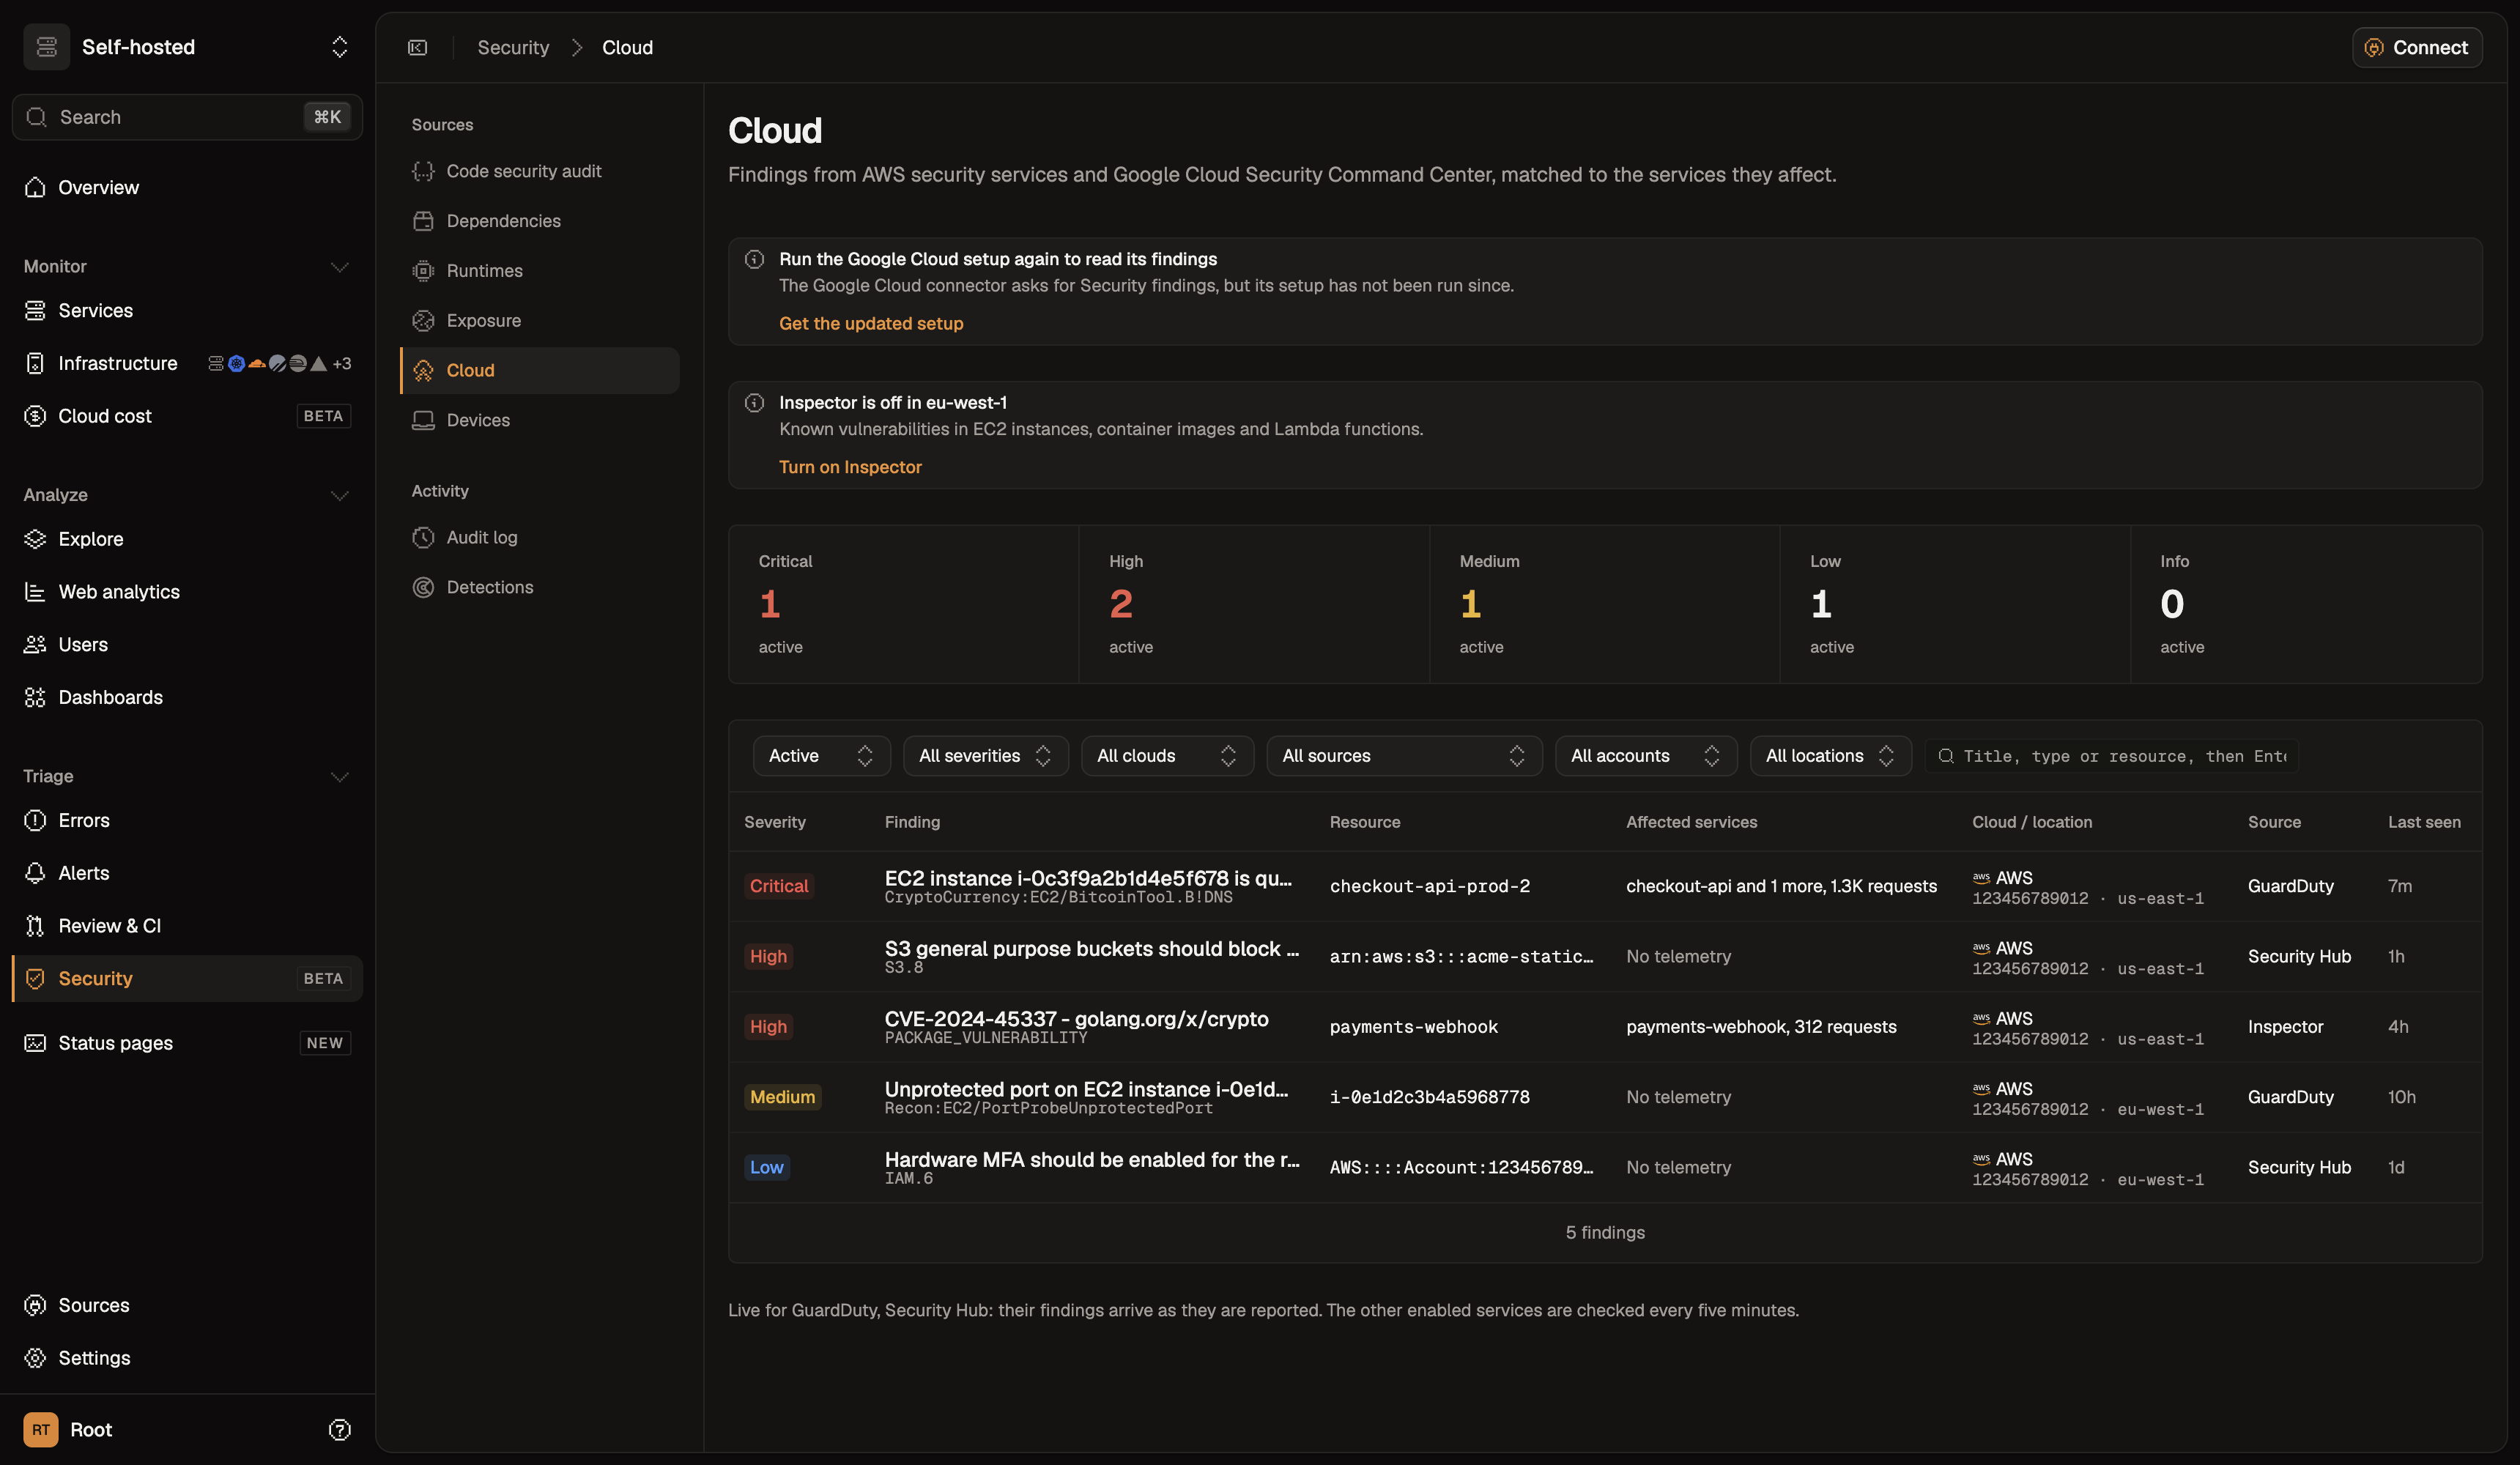 Self-hosted
Search
⌘K
Overview
Monitor
Services
Infrastructure
+3
Cloud cost
BETA
Analyze
Explore
Web analytics
Users
Dashboards
Triage
Errors
Alerts
Review & CI
Security
BETA
Status pages
NEW
Sources
Settings
RT
Root
Security
Cloud
Connect
Sources
Code security audit
Dependencies
Runtimes
Exposure
Cloud
Devices
Activity
Audit log
Detections
Cloud
Findings from AWS security services and Google Cloud Security Command Center, matched to the services they affect.
Run the Google Cloud setup again to read its findings
The Google Cloud connector asks for Security findings, but its setup has not been run since.
Get the updated setup
Inspector is off in eu-west-1
Known vulnerabilities in EC2 instances, container images and Lambda functions.
Turn on Inspector
Critical
1
active
High
2
active
Medium
1
active
Low
1
active
Info
0
active
Active
All severities
All clouds
All sources
All accounts
All locations
Title, type or resource, then Ent
Severity
Finding
Resource
Affected services
Cloud / location
Source
Last seen
Critical
EC2 instance i-0c3f9a2b1d4e5f678 is qu...
CryptoCurrency:EC2/BitcoinTool.B!DNS
checkout-api-prod-2
checkout-api and 1 more, 1.3K requests
aws AWS
123456789012 · us-east-1
GuardDuty
7m
High
S3 general purpose buckets should block ...
S3.8
arn:aws:s3:::acme-static…
No telemetry
aws AWS
123456789012 · us-east-1
Security Hub
1h
High
CVE-2024-45337 - golang.org/x/crypto
PACKAGE_VULNERABILITY
payments-webhook
payments-webhook, 312 requests
aws AWS
123456789012 · us-east-1
Inspector
4h
Medium
Unprotected port on EC2 instance i-0e1d...
Recon:EC2/PortProbeUnprotectedPort
i-0e1d2c3b4a5968778
No telemetry
aws AWS
123456789012 · eu-west-1
GuardDuty
10h
Low
Hardware MFA should be enabled for the r...
IAM.6
AWS::::Account:123456789…
No telemetry
aws AWS
123456789012 · eu-west-1
Security Hub
1d
5 findings
Live for GuardDuty, Security Hub: their findings arrive as they are reported. The other enabled services are checked every five minutes.